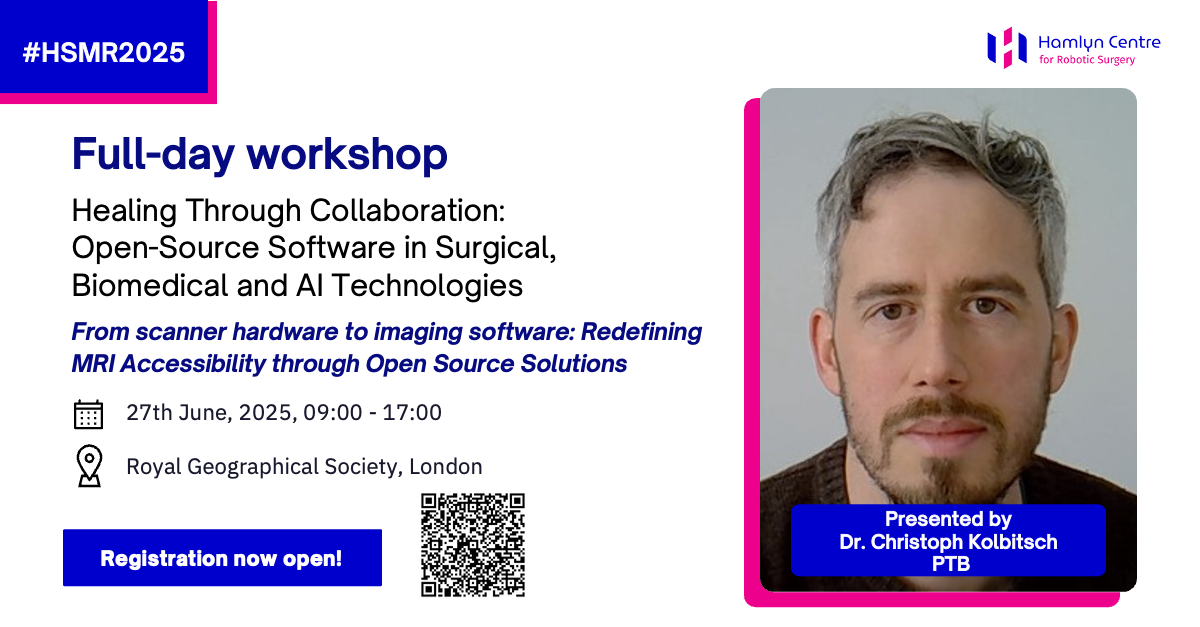 #HSMR2025
Hamlyn Centre
for Robotic Surgery
Full-day workshop
Healing Through Collaboration:
Open-Source Software in Surgical,
Biomedical and AI Technologies
From scanner hardware to imaging software: Redefining
MRI Accessibility through Open Source Solutions
27th June, 2025, 09:00 - 17:00
Royal Geographical Society, London
Registration now open!
Presented by
Dr. Christoph Kolbitsch
PTB